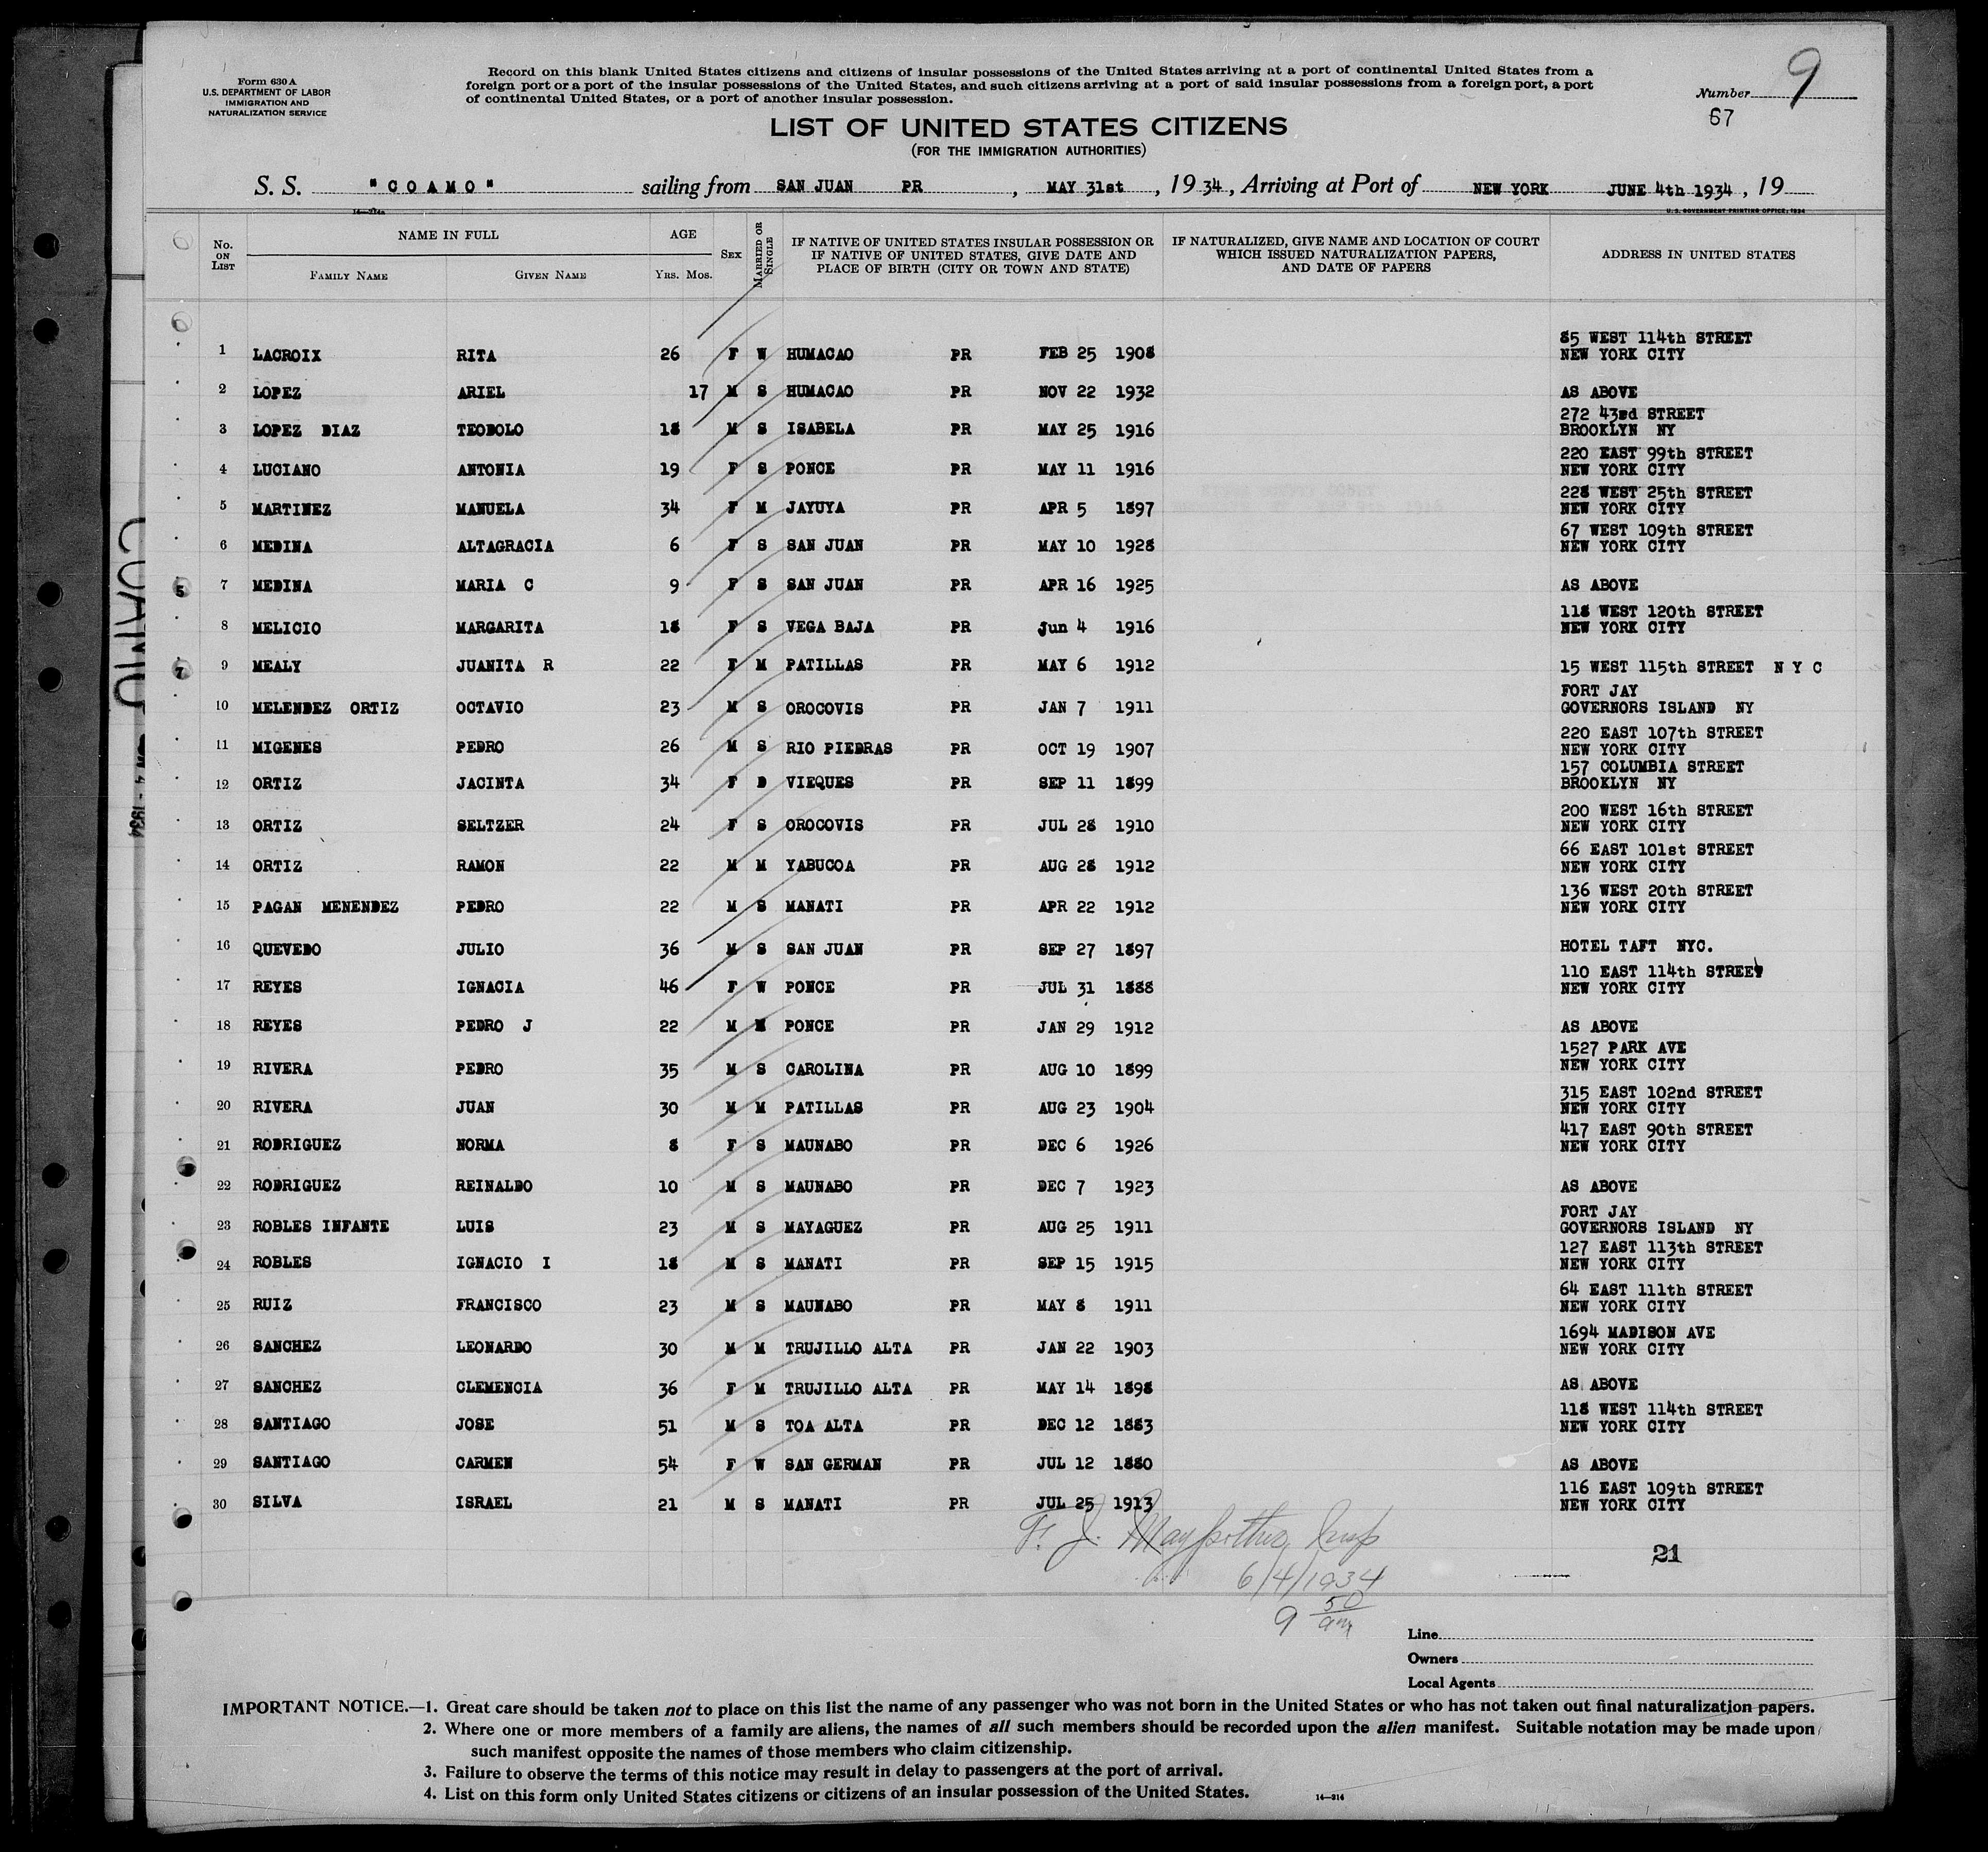 Form 630 A
U.S. DEPARTMENT OF LABOR
IMMIGRATION AND
NATURALIZATION SERVICE
Record on this blank United States citizens and citizens of insular possessions of the United States arriving at a port of continental United States from a
foreign port or a port of the insular possessions of the United States, and such citizens arriving at a port of said insular possessions from a foreign port, a port
of continental United States, or a port of another insular possession.
Number 9
67
LIST OF UNITED STATES CITIZENS
(FOR THE IMMIGRATION AUTHORITIES)
S. S. "COAMO" sailing from SAN JUAN PR, MAY 31st, 1934, Arriving at Port of NEW YORK JUNE 4th 1934, 19
14—314a
U. S. GOVERNMENT PRINTING OFFICE: 1934
No. ON LIST
NAME IN FULL
FAMILY NAME GIVEN NAME
AGE
YRS. MOS.
SEX
MARRIED OR SINGLE
IF NATIVE OF UNITED STATES INSULAR POSSESSION OR
IF NATIVE OF UNITED STATES, GIVE DATE AND
PLACE OF BIRTH (CITY OR TOWN AND STATE)
IF NATURALIZED, GIVE NAME AND LOCATION OF COURT
WHICH ISSUED NATURALIZATION PAPERS,
AND DATE OF PAPERS
ADDRESS IN UNITED STATES
85 WEST 114th STREET
1 LACROIX RITA 26 F W HUMACAO PR FEB 25 1908 NEW YORK CITY
2 LOPEZ ARIEL 17 M S HUMACAO PR NOV 22 1932 AS ABOVE
272 43rd STREET
3 LOPEZ DIAZ TEODOLO 18 M S ISABELA PR MAY 25 1916 BROOKLYN NY
220 EAST 99th STREET
4 LUCIANO ANTONIA 19 F S PONCE PR MAY 11 1916 NEW YORK CITY
228 WEST 25th STREET
5 MARTINEZ MANUELA 34 F M JAYUYA PR APR 5 1897 NEW YORK CITY
67 WEST 109th STREET
6 MEDINA ALTAGRACIA 6 F S SAN JUAN PR MAY 10 1928 NEW YORK CITY
7 MEDINA MARIA C 9 F S SAN JUAN PR APR 16 1925 AS ABOVE
118 WEST 120th STREET
8 MELICIO MARGARITA 18 F S VEGA BAJA PR Jun 4 1916 NEW YORK CITY
9 MEALY JUANITA R 22 F M PATILLAS PR MAY 6 1912 15 WEST 115th STREET N Y C
FORT JAY
10 MELENDEZ ORTIZ OCTAVIO 23 M S OROCOVIS PR JAN 7 1911 GOVERNORS ISLAND NY
220 EAST 107th STREET
11 MIGENES PEDRO 26 M S RIO PIEDRAS PR OCT 19 1907 NEW YORK CITY
157 COLUMBIA STREET
12 ORTIZ JACINTA 34 F D VIEQUES PR SEP 11 1899 BROOKLYN NY
200 WEST 16th STREET
13 ORTIZ SELTZER 24 F S OROCOVIS PR JUL 28 1910 NEW YORK CITY
66 EAST 101st STREET
14 ORTIZ RAMON 22 M M YABUCOA PR AUG 28 1912 NEW YORK CITY
136 WEST 20th STREET
15 PAGAN MENENDEZ PEDRO 22 M S MANATI PR APR 22 1912 NEW YORK CITY
16 QUEVEDO JULIO 36 M S SAN JUAN PR SEP 27 1897 HOTEL TAFT NYC.
110 EAST 114th STREET
17 REYES IGNACIA 46 F W PONCE PR JUL 31 1888 NEW YORK CITY
18 REYES PEDRO J 22 M M PONCE PR JAN 29 1912 AS ABOVE
1527 PARK AVE
19 RIVERA PEDRO 35 M S CAROLINA PR AUG 10 1899 NEW YORK CITY
315 EAST 102nd STREET
20 RIVERA JUAN 30 M M PATILLAS PR AUG 23 1904 NEW YORK CITY
417 EAST 90th STREET
21 RODRIGUEZ NORMA 8 F S MAUNABO PR DEC 6 1926 NEW YORK CITY
22 RODRIGUEZ REINALDO 10 M S MAUNABO PR DEC 7 1923 AS ABOVE
FORT JAY
23 ROBLES INFANTE LUIS 23 M S MAYAGUEZ PR AUG 25 1911 GOVERNORS ISLAND NY
127 EAST 113th STREET
24 ROBLES IGNACIO I 18 M S MANATI PR SEP 15 1915 NEW YORK CITY
64 EAST 111th STREET
25 RUIZ FRANCISCO 23 M S MAUNABO PR MAY 8 1911 NEW YORK CITY
1694 MADISON AVE
26 SANCHEZ LEONARDO 30 M M TRUJILLO ALTA PR JAN 22 1903 NEW YORK CITY
27 SANCHEZ CLEMENCIA 36 F M TRUJILLO ALTA PR MAY 14 1898 AS ABOVE
118 WEST 114th STREET
28 SANTIAGO JOSE 51 M S TOA ALTA PR DEC 12 1883 NEW YORK CITY
29 SANTIAGO CARMEN 54 F W SAN GERMAN PR JUL 12 1880 AS ABOVE
116 EAST 109th STREET
30 SILVA ISRAEL 21 M S MANATI PR JUL 25 1913 NEW YORK CITY
F. J. Insp
21
6/4/1934
9 50 am
Line
Owners
Local Agents
IMPORTANT NOTICE.—1. Great care should be taken not to place on this list the name of any passenger who was not born in the United States or who has not taken out final naturalization papers.
2. Where one or more members of a family are aliens, the names of all such members should be recorded upon the alien manifest. Suitable notation may be made upon
such manifest opposite the names of those members who claim citizenship.
3. Failure to observe the terms of this notice may result in delay to passengers at the port of arrival.
4. List on this form only United States citizens or citizens of an insular possession of the United States.
14—314